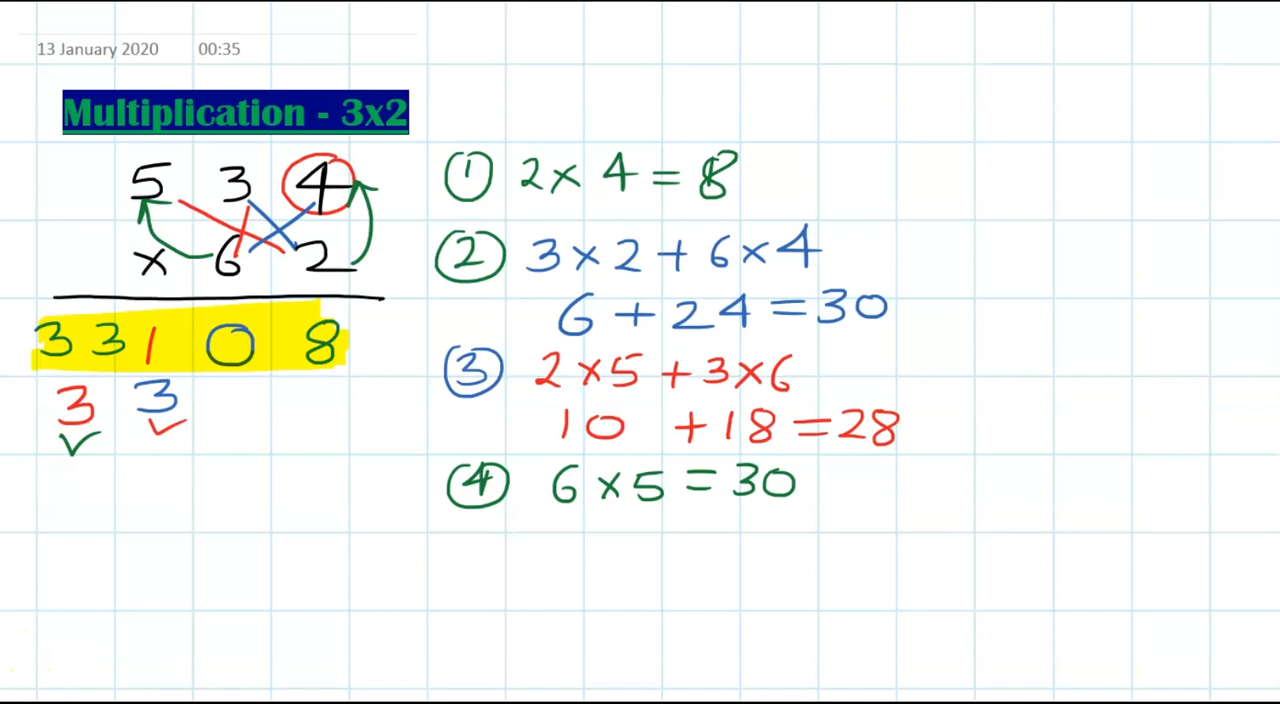 13 January 2020 00:35
Multiplication - 3x2
5 3 4
x 6 2
3 3 1 0 8
3 3
① 2 x 4 = 8
② 3 x 2 + 6 x 4
6 + 24 = 30
③ 2 x 5 + 3 x 6
10 + 18 = 28
④ 6 x 5 = 30